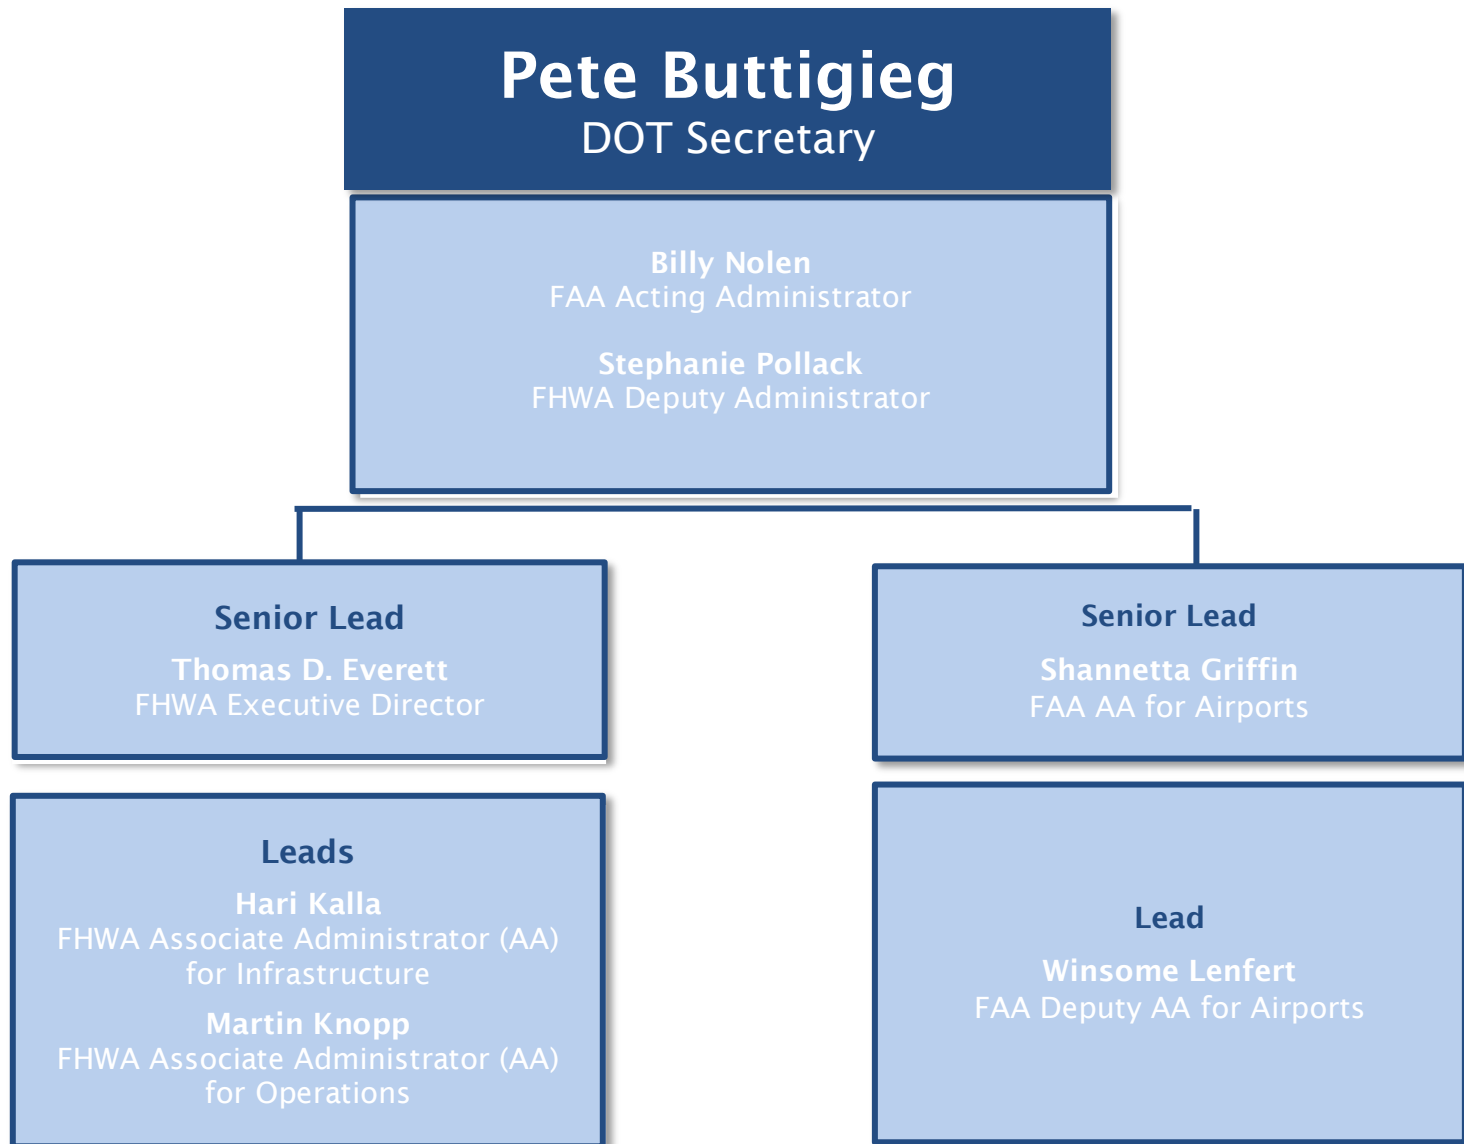 Pete Buttigieg
DOT Secretary
Billy Nolen
FAA Acting Administrator
Stephanie Pollack
FHWA Deputy Administrator
Senior Lead
Thomas D. Everett
FHWA Executive Director
Senior Lead
Shannetta Griffin
FAA AA for Airports
Leads
Hari Kalla
FHWA Associate Administrator (AA)
for Infrastructure
Martin Knopp
FHWA Associate Administrator (AA)
for Operations
Lead
Winsome Lenfert
FAA Deputy AA for Airports